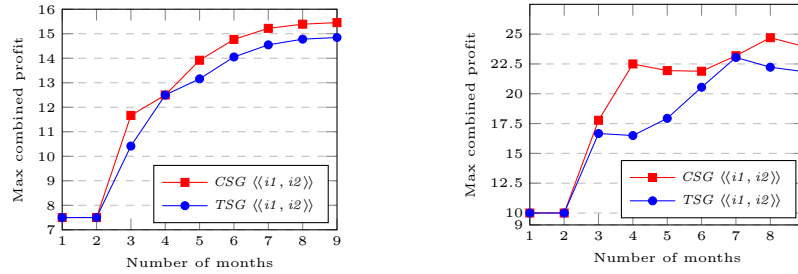 16
15
14
13
12
11
10
9
8
7
1 2 3 4 5 6 7 8 9
Max combined profit
Number of months
CSG ⟨⟨i1, i2⟩⟩
TSG ⟨⟨i1, i2⟩⟩
25
22.5
20
17.5
15
12.5
10
9
1 2 3 4 5 6 7 8
Max combined profit
Number of months
CSG ⟨⟨i1, i2⟩⟩
TSG ⟨⟨i1, i2⟩⟩